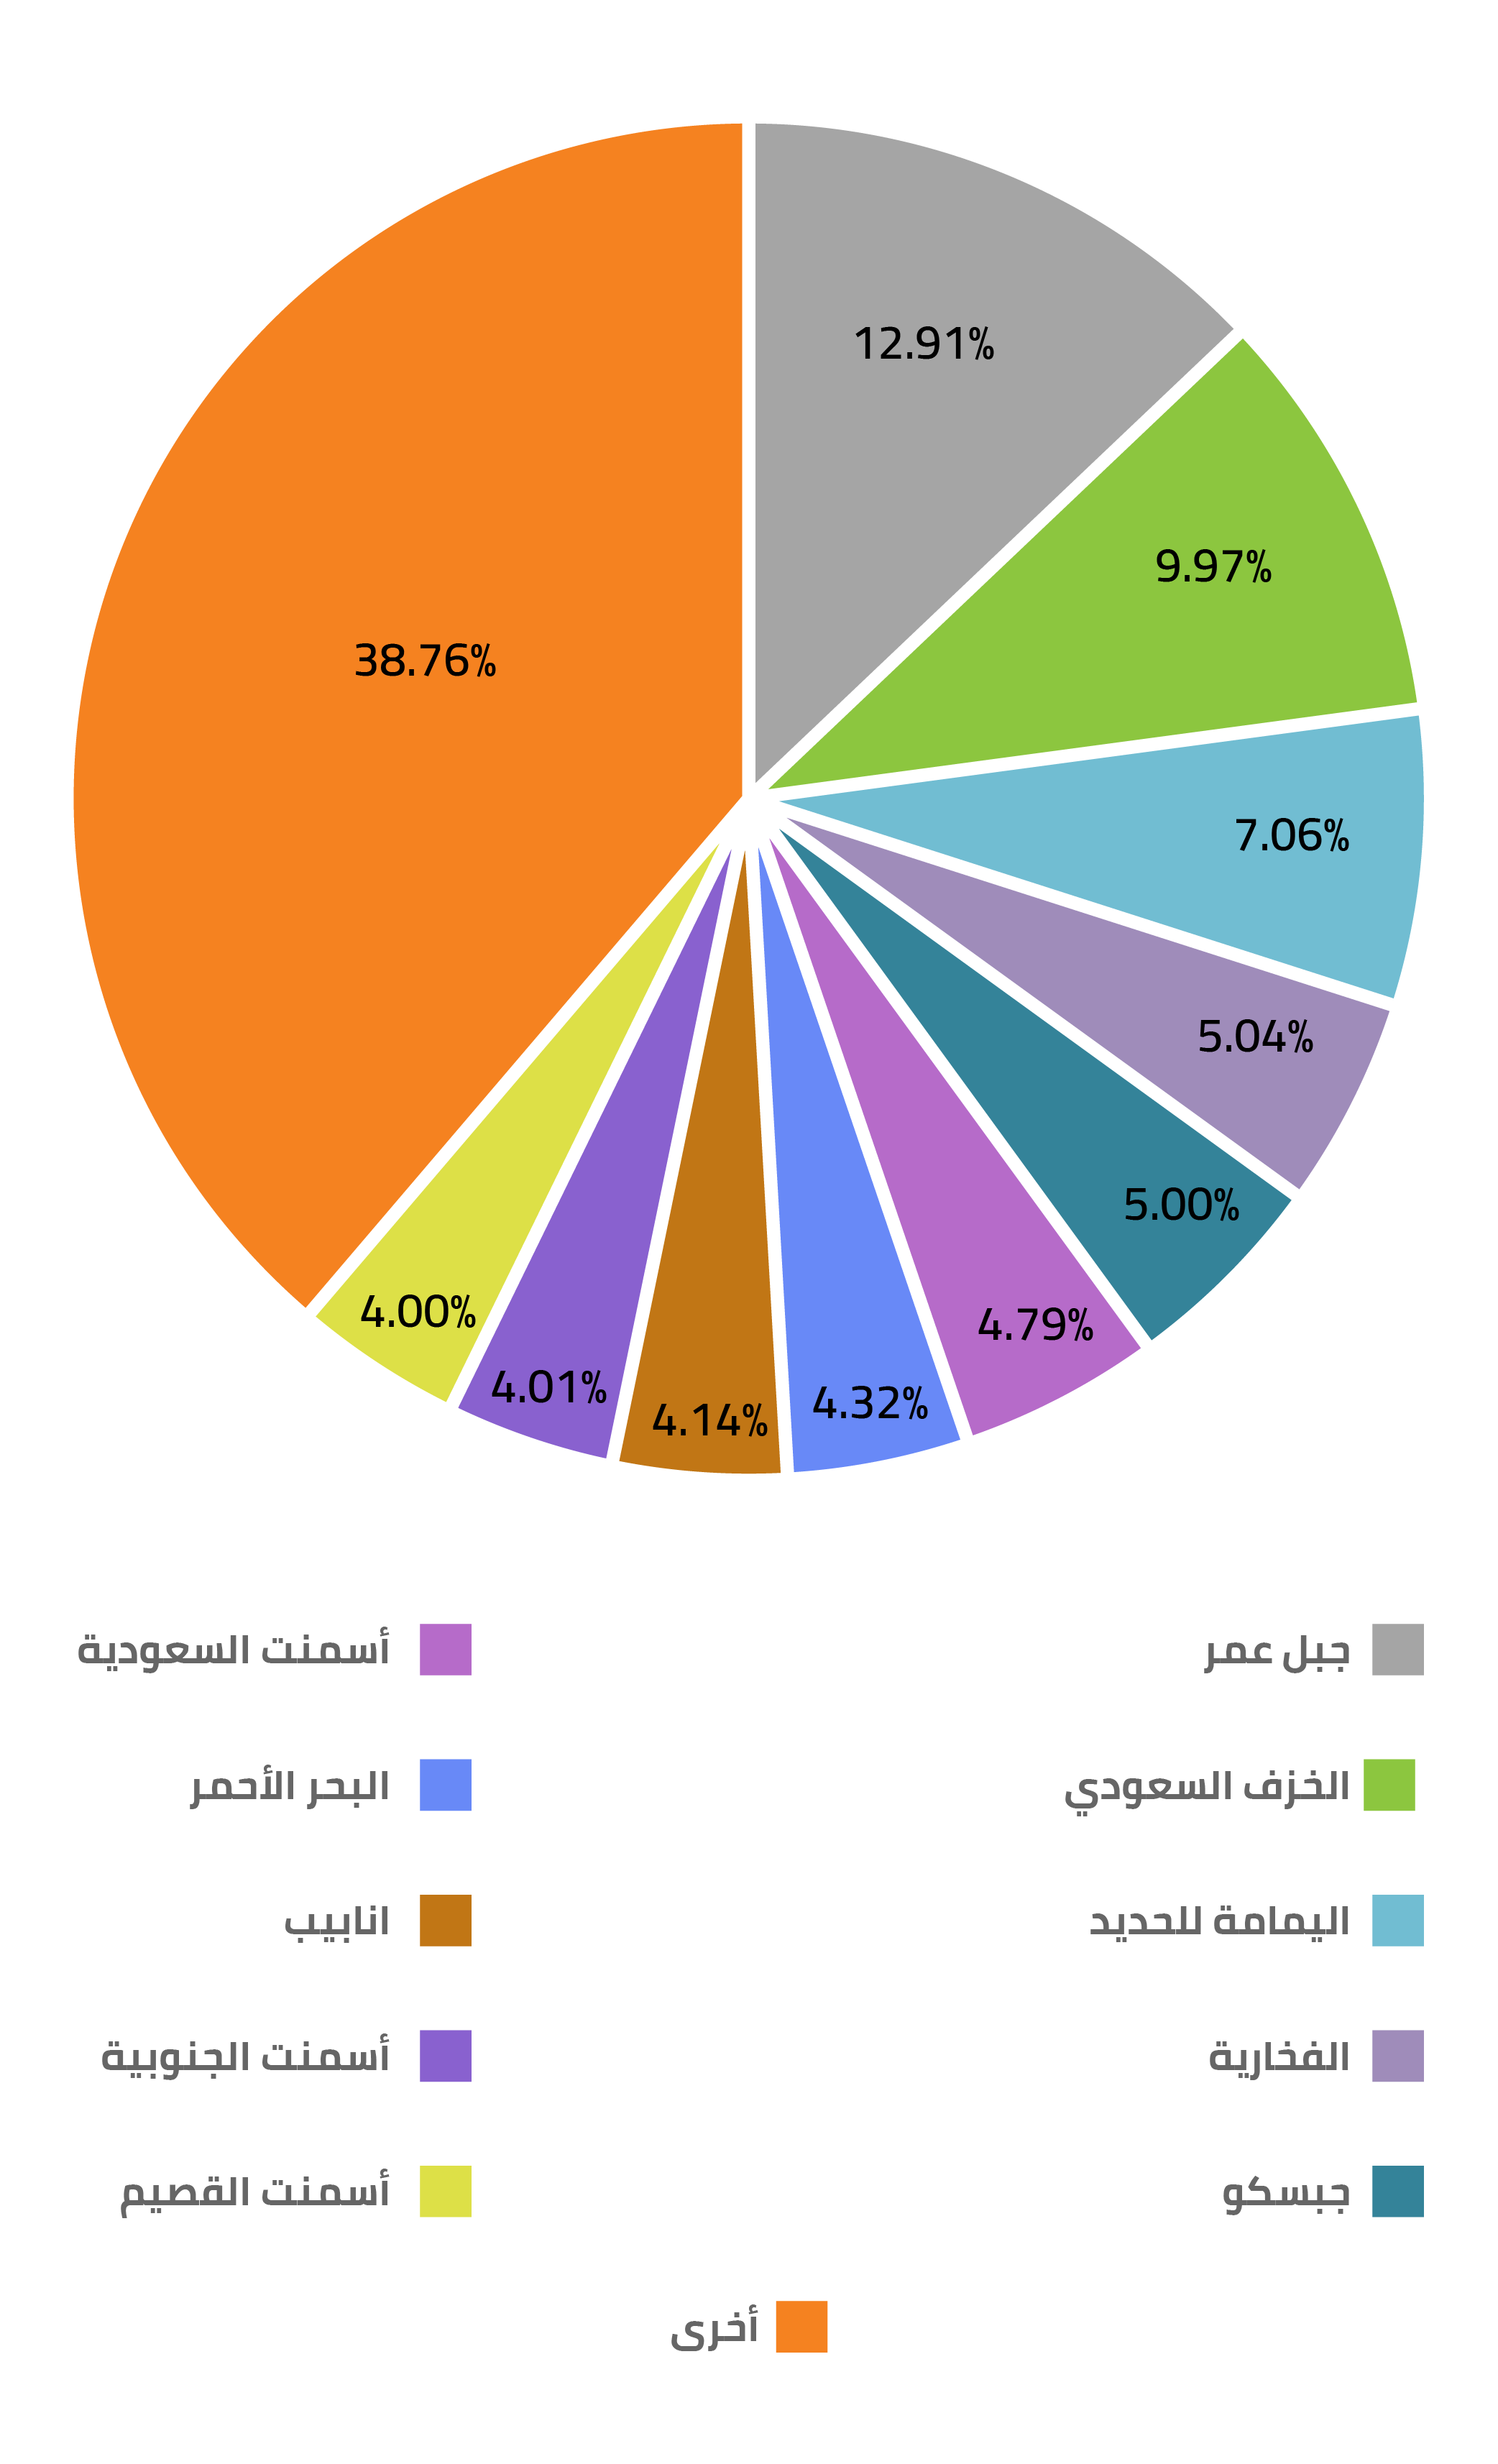 12.91%
9.97%
38.76%
7.06%
5.04%
5.00%
4.00%
4.79%
4.01%
4.32%
4.14%
جبل عمر
أسمنت السعودية
الخزف السعودي
البحر الأحمر
اليمامة للحديد
انابيب
الفخارية
أسمنت الجنوبية
جبسكو
أسمنت القصيم
أخرى